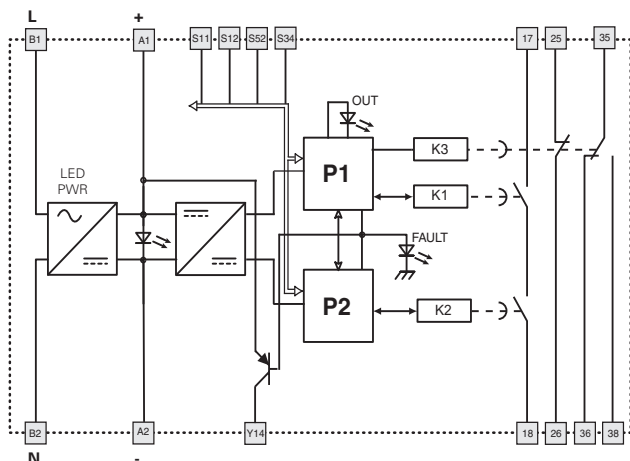 L +
B1 A1 S11 S12 S52 S34 17 25 35
OUT
LED
PWR
P1
K3
K1
FAULT
P2
K2
B2 A2 Y14 18 26 36 38
N -